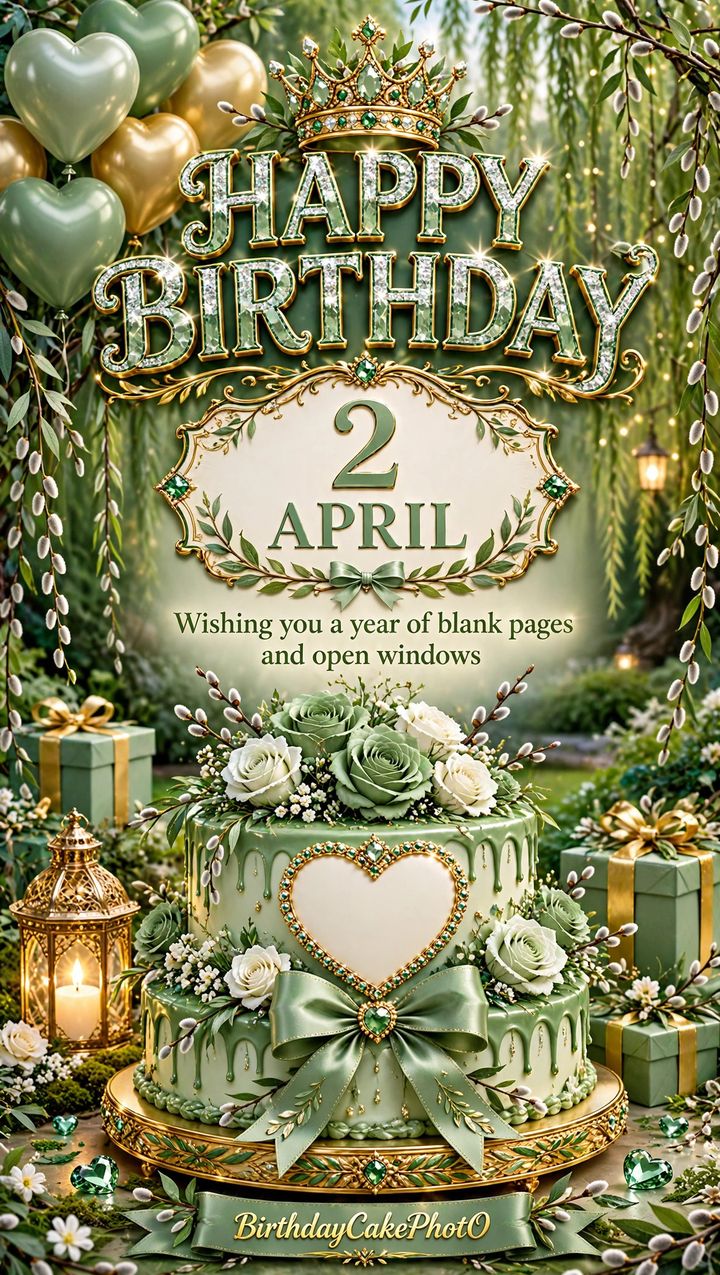 HAPPY
BIRTHDAY
2
APRIL
Wishing you a year of blank pages
and open windows
BirthdayCakePhotO